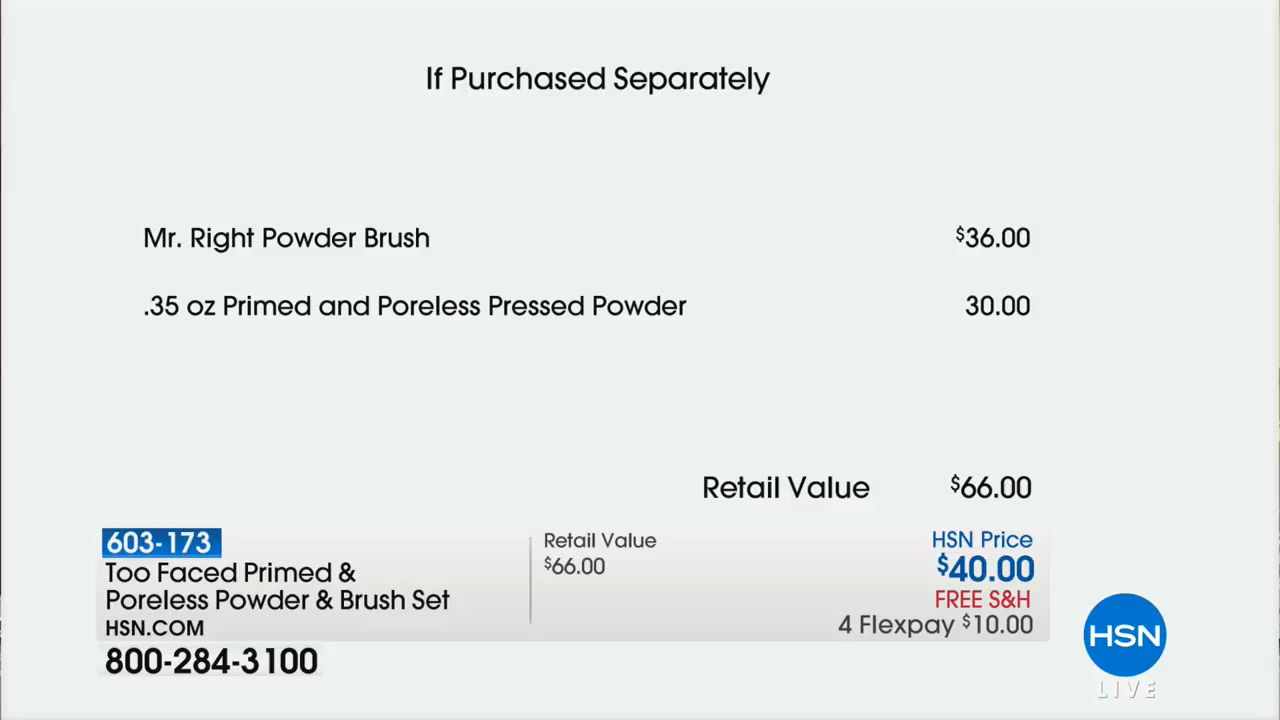 If Purchased Separately
Mr. Right Powder Brush $36.00
.35 oz Primed and Poreless Pressed Powder 30.00
Retail Value $66.00
603-173
Too Faced Primed &
Poreless Powder & Brush Set
HSN.COM
800-284-3100
Retail Value
$66.00
HSN Price
$40.00
FREE S&H
4 Flexpay $10.00
HSN
LIVE